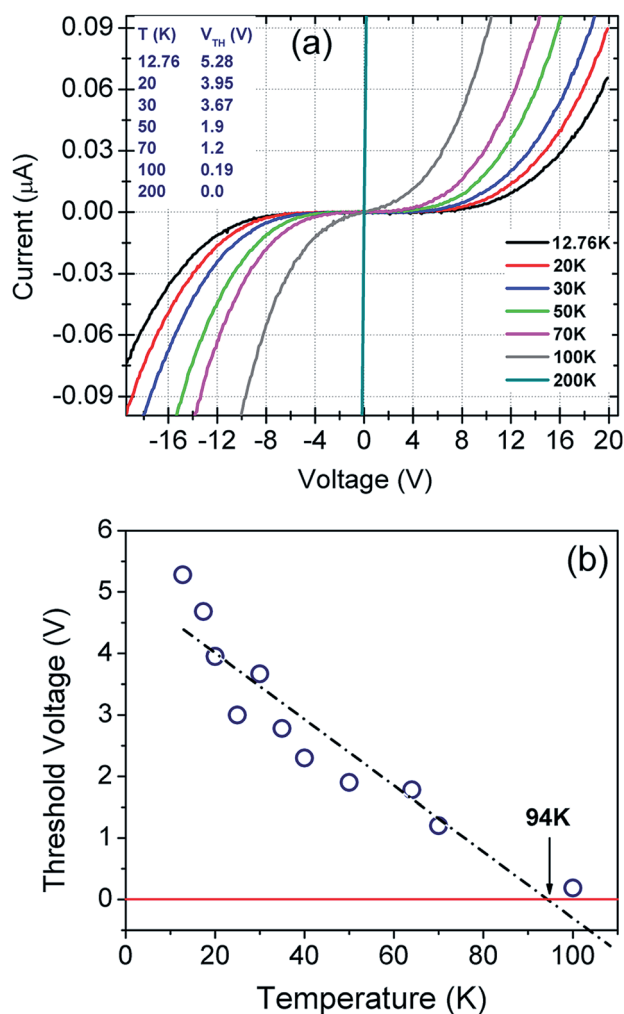 (a)
T (K) V_TH (V)
12.76 5.28
20 3.95
30 3.67
50 1.9
70 1.2
100 0.19
200 0.0
0.09
0.06
0.03
0.00
-0.03
-0.06
-0.09
Current (μA)
12.76K
20K
30K
50K
70K
100K
200K
-16 -12 -8 -4 0 4 8 12 16 20
Voltage (V)
(b)
6
5
4
3
2
1
0
Threshold Voltage (V)
94K
0 20 40 60 80 100
Temperature (K)